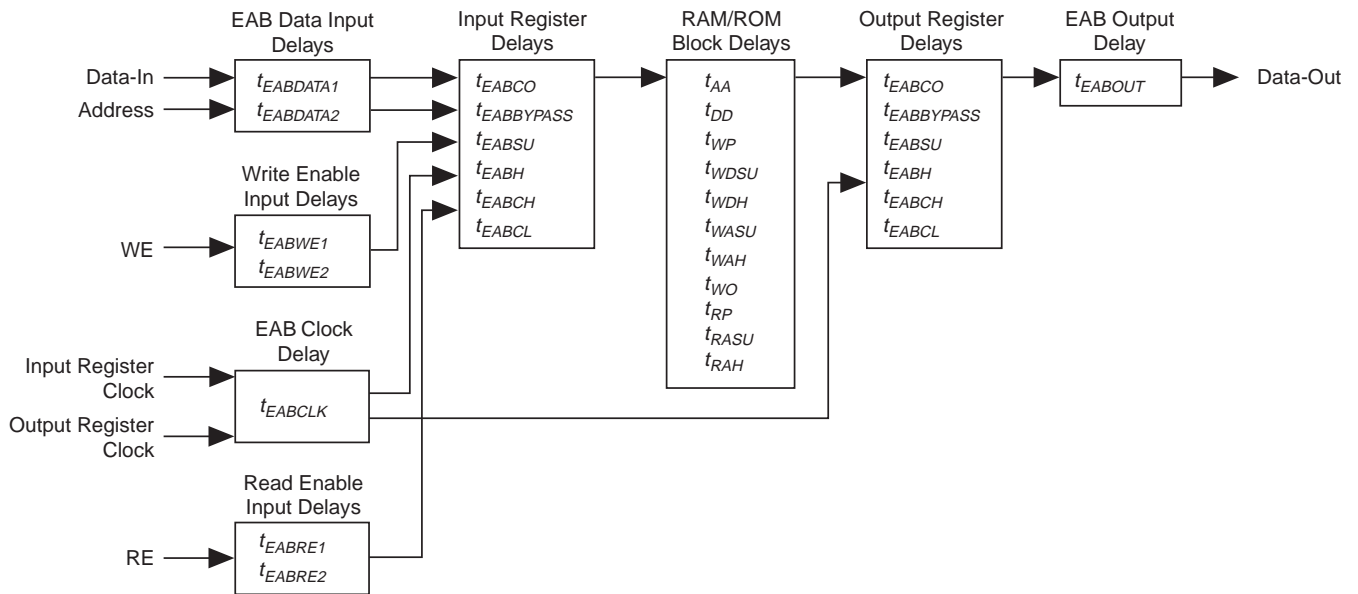 EAB Data Input
Delays
Data-In
Address
tEABDATA1
tEABDATA2
Write Enable
Input Delays
WE
tEABWE1
tEABWE2
EAB Clock
Delay
Input Register
Clock
Output Register
Clock
tEABCLK
Read Enable
Input Delays
RE
tEABRE1
tEABRE2
Input Register
Delays
tEABCO
tEABBYPASS
tEABSU
tEABH
tEABCH
tEABCL
RAM/ROM
Block Delays
tAA
tDD
tWP
tWDSU
tWDH
tWASU
tWAH
tWO
tRP
tRASU
tRAH
Output Register
Delays
tEABCO
tEABBYPASS
tEABSU
tEABH
tEABCH
tEABCL
EAB Output
Delay
tEABOUT
Data-Out